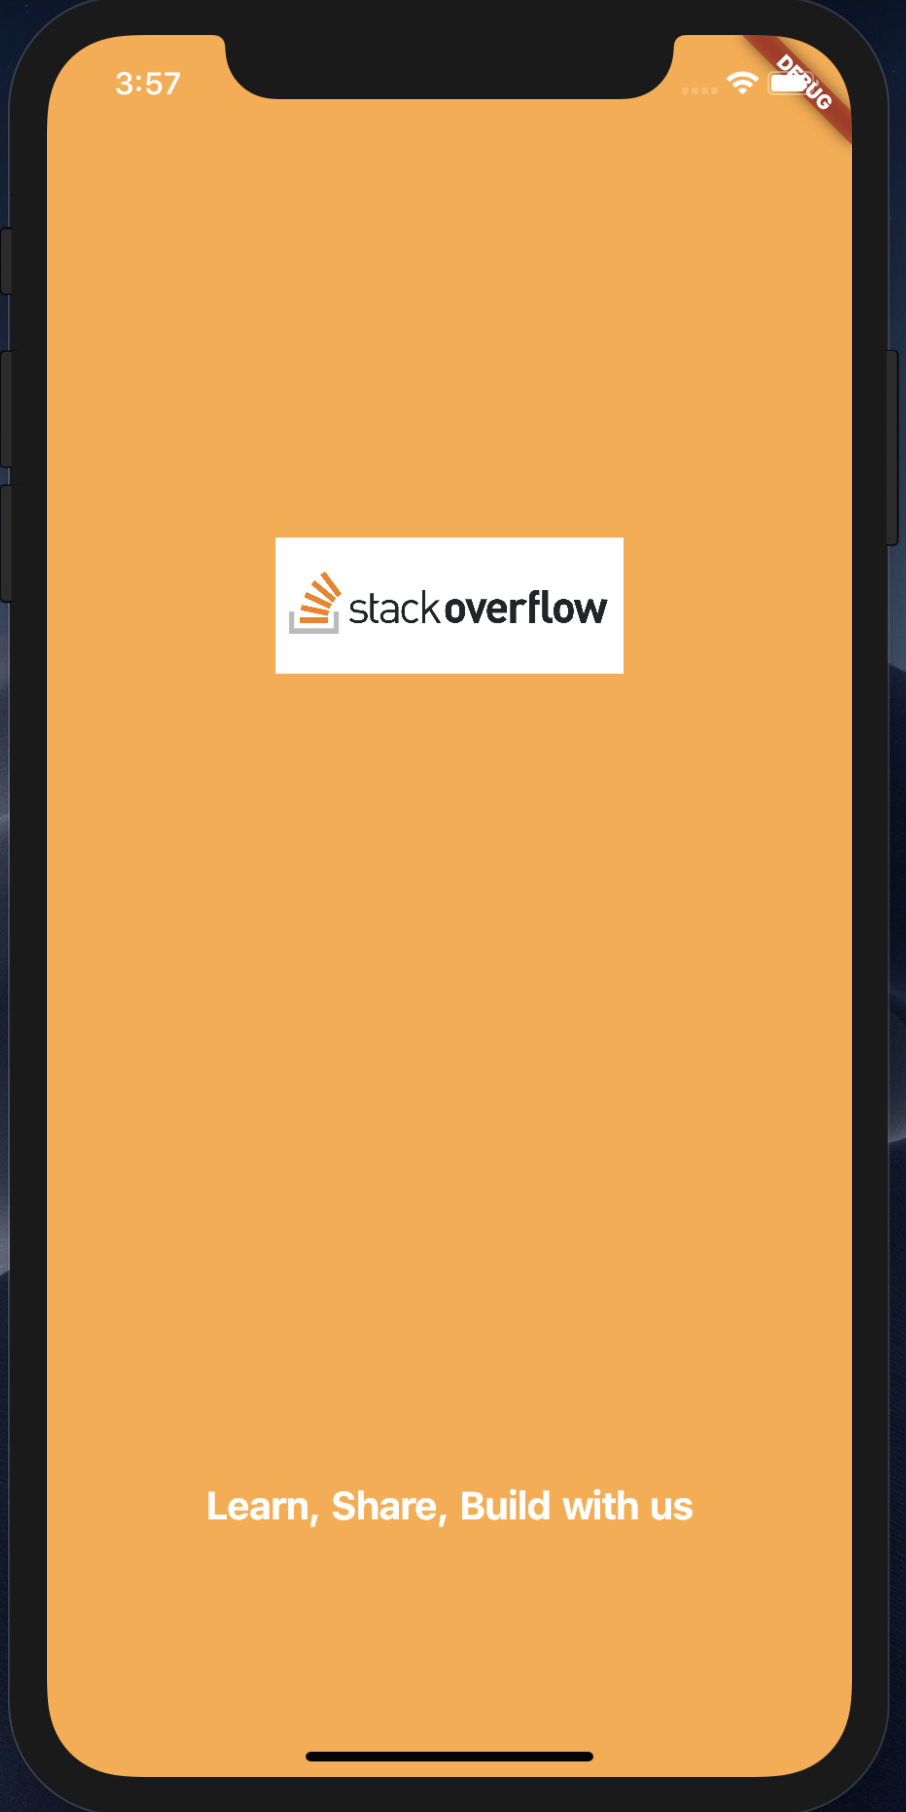 3:57
DEBUG
stackoverflow
Learn, Share, Build with us